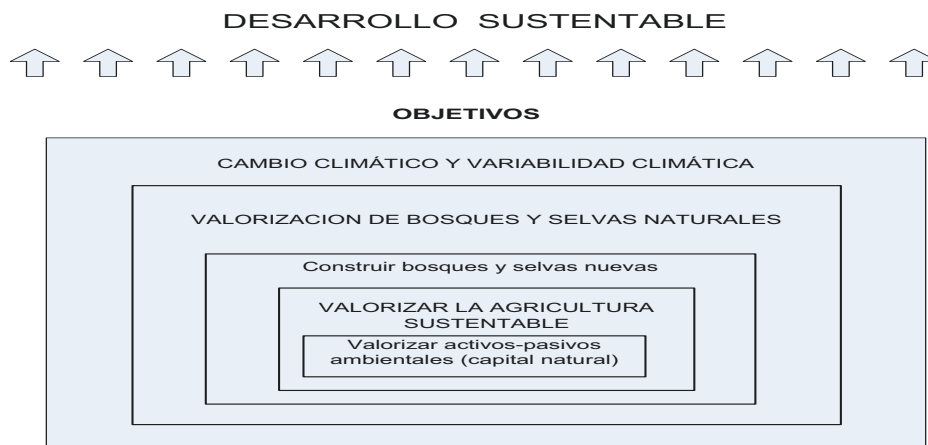 DESARROLLO SUSTENTABLE
OBJETIVOS
CAMBIO CLIMÁTICO Y VARIABILIDAD CLIMÁTICA
VALORIZACION DE BOSQUES Y SELVAS NATURALES
Construir bosques y selvas nuevas
VALORIZAR LA AGRICULTURA
SUSTENTABLE
Valorizar activos-pasivos
ambientales (capital natural)